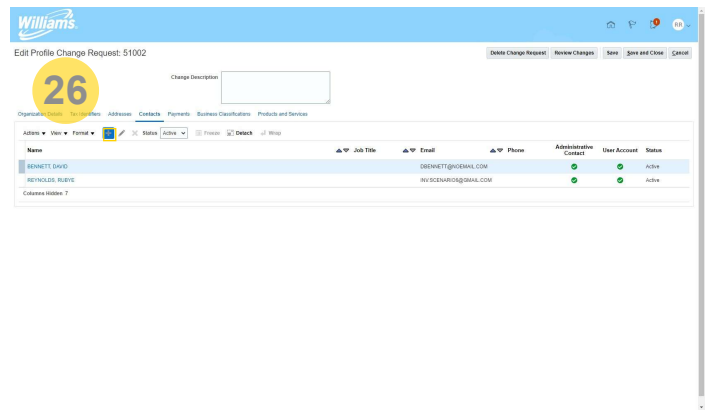 Williams.
1
RR
Edit Profile Change Request: 51002
Delete Change Request Review Changes Save Save and Close Cancel
26
Change Description
Organization Details Tax Identifiers Addresses Contacts Payments Business Classifications Products and Services
Actions View Format Status Active Freeze Detach Wrap
Name Job Title Email Phone Administrative Contact User Account Status
BENNETT, DAVID DBENNETT@NOEMAIL.COM Active
REYNOLDS, RUBYE INV.SCENARIOS@GMAIL.COM Active
Columns Hidden 7